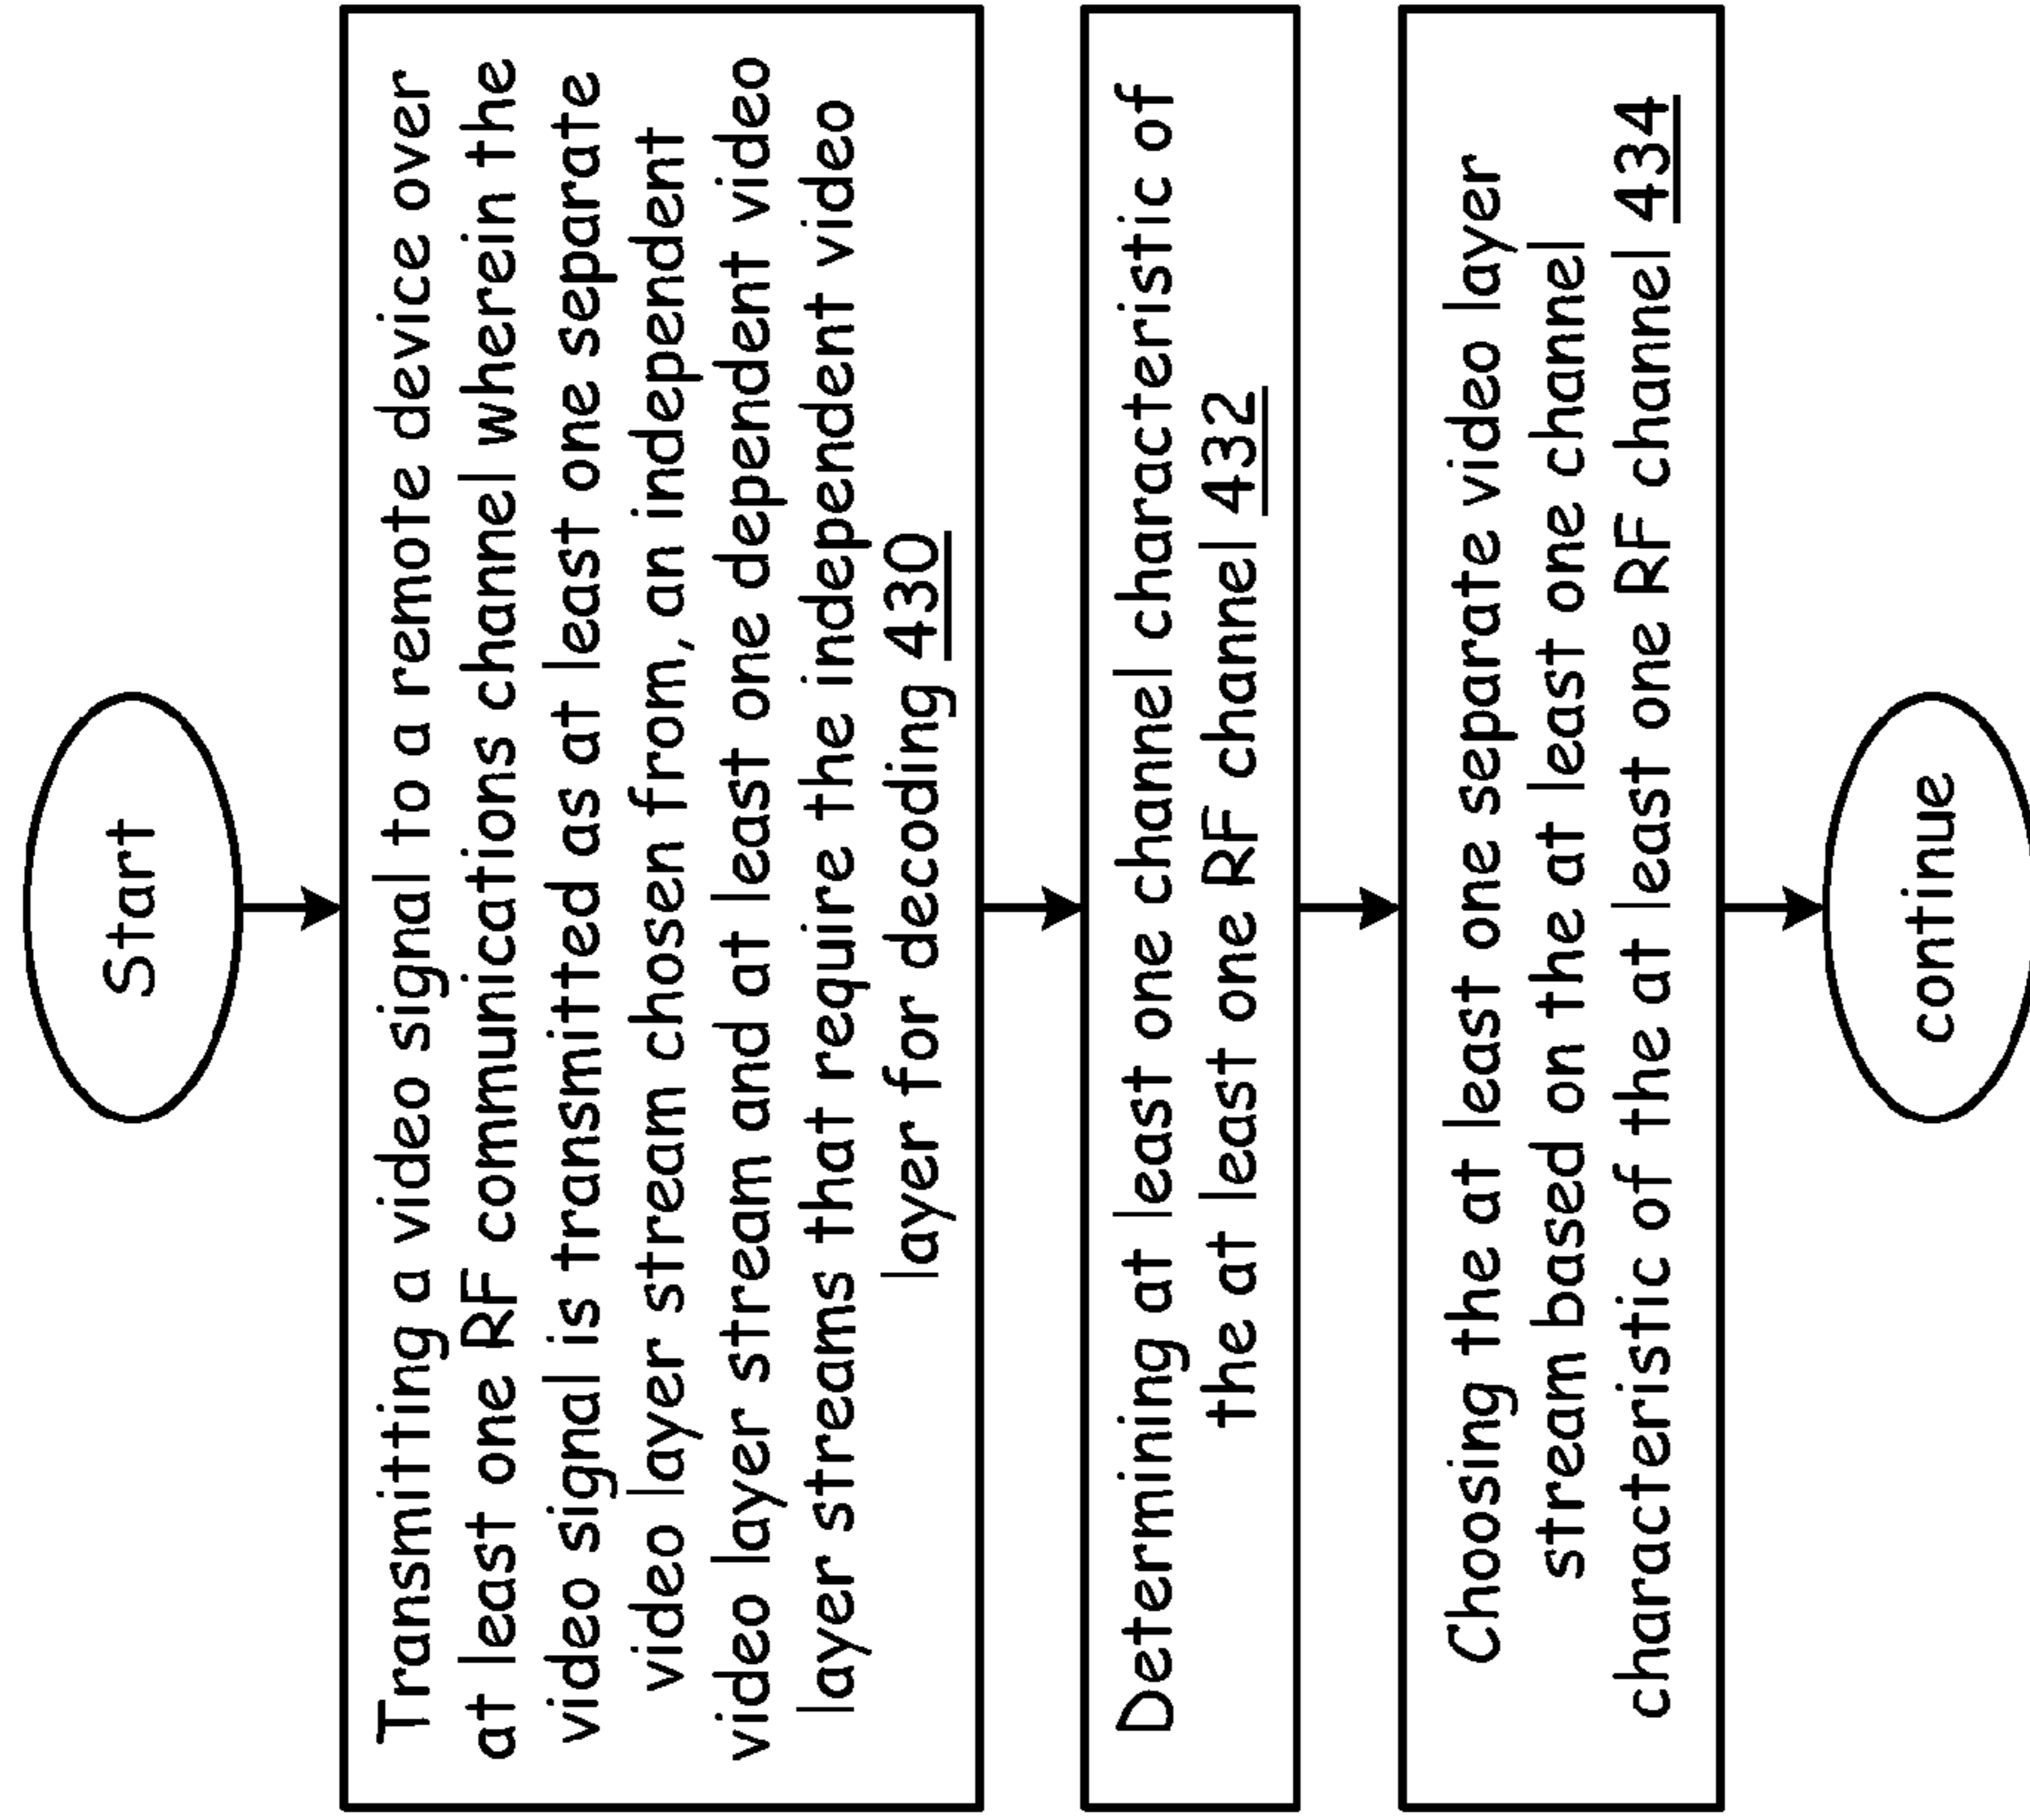 Start
Transmitting a video signal to a remote device over
at least one RF communications channel wherein the
video signal is transmitted as at least one separate
video layer stream chosen from, an independent
video layer stream and at least one dependent video
layer streams that require the independent video
layer for decoding 430
Determining at least one channel characteristic of
the at least one RF channel 432
Choosing the at least one separate video layer
stream based on the at least one channel
characteristic of the at least one RF channel 434
continue